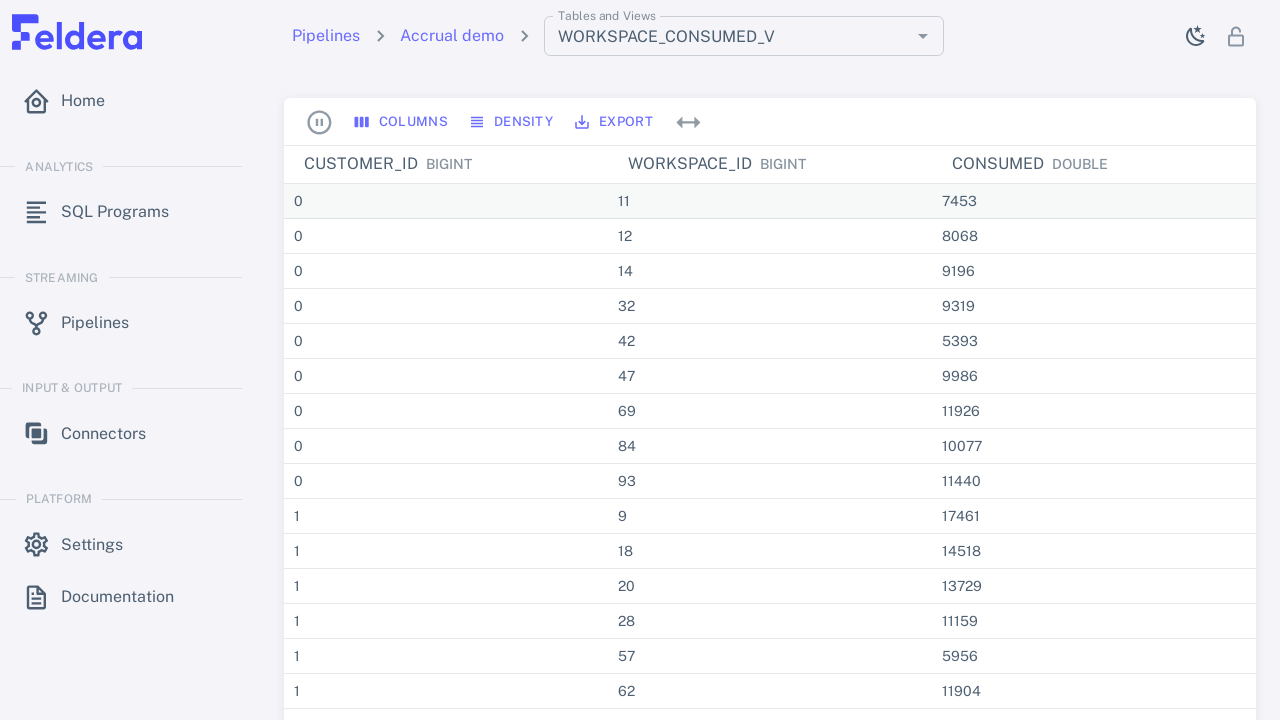 Feldera
Pipelines
Accrual demo
Tables and Views
WORKSPACE_CONSUMED_V
Home
ANALYTICS
SQL Programs
STREAMING
Pipelines
INPUT & OUTPUT
Connectors
PLATFORM
Settings
Documentation
COLUMNS DENSITY EXPORT
CUSTOMER_ID BIGINT WORKSPACE_ID BIGINT CONSUMED DOUBLE
0 11 7453
0 12 8068
0 14 9196
0 32 9319
0 42 5393
0 47 9986
0 69 11926
0 84 10077
0 93 11440
1 9 17461
1 18 14518
1 20 13729
1 28 11159
1 57 5956
1 62 11904